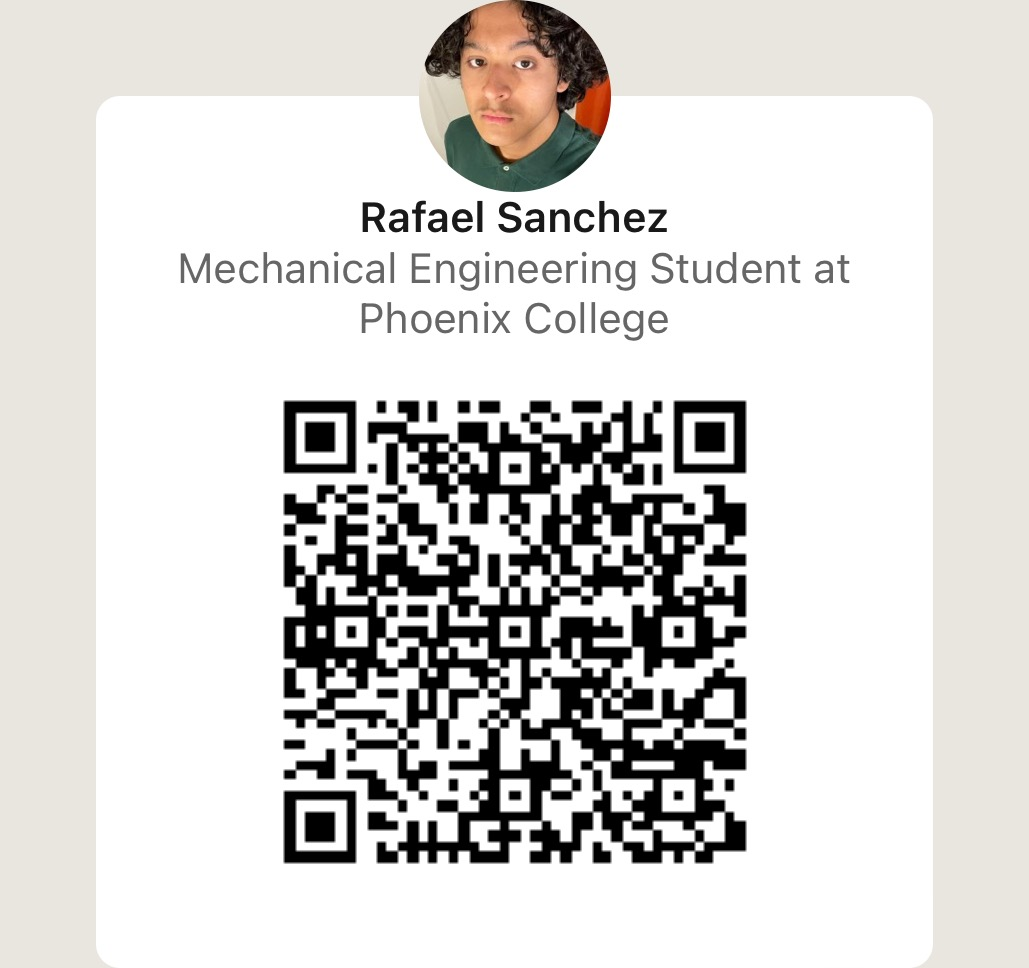 Rafael Sanchez
Mechanical Engineering Student at
Phoenix College